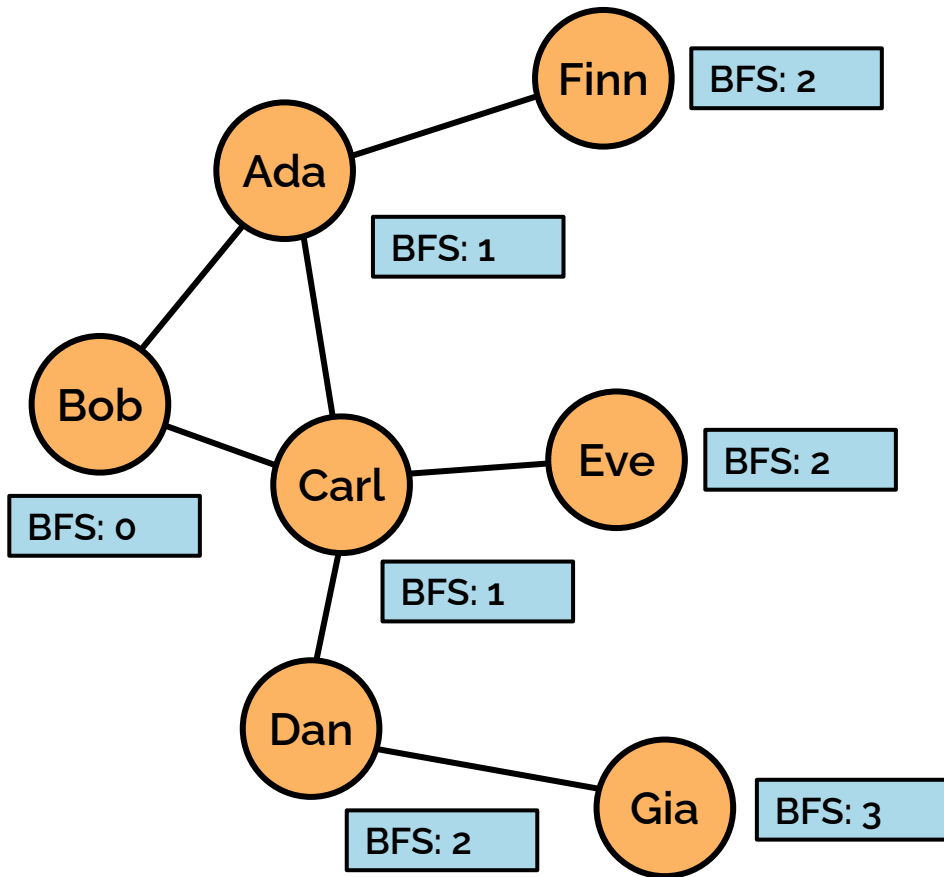 Finn
BFS: 2
Ada
BFS: 1
Bob
BFS: 0
Carl
BFS: 1
Eve
BFS: 2
Dan
BFS: 2
Gia
BFS: 3